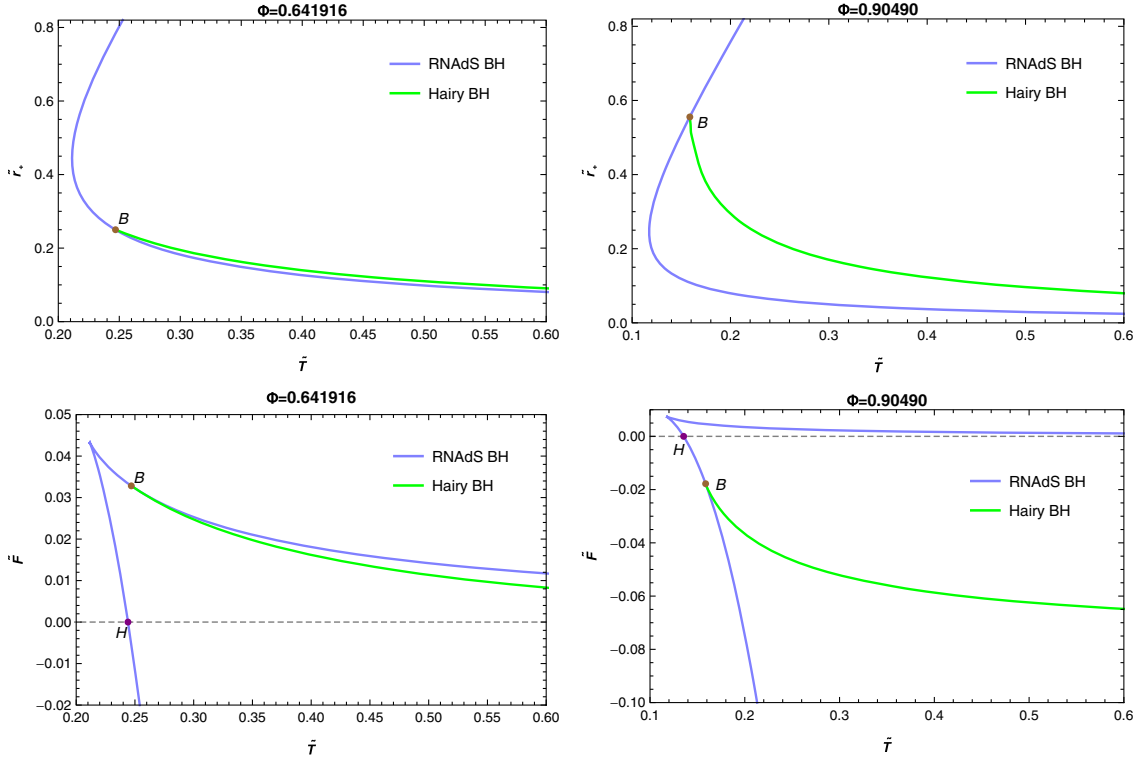 Φ=0.641916
0.8
0.6
0.4
0.2
0.0
r̃₊
RNAdS BH
Hairy BH
B
0.20 0.25 0.30 0.35 0.40 0.45 0.50 0.55 0.60
T̃
Φ=0.90490
0.8
0.6
0.4
0.2
0.0
r̃₊
RNAdS BH
Hairy BH
B
0.1 0.2 0.3 0.4 0.5 0.6
T̃
Φ=0.641916
0.05
0.04
0.03
0.02
0.01
0.00
−0.01
−0.02
F̃
RNAdS BH
Hairy BH
B
H
0.20 0.25 0.30 0.35 0.40 0.45 0.50 0.55 0.60
T̃
Φ=0.90490
0.00
−0.02
−0.04
−0.06
−0.08
−0.10
F̃
H
B
RNAdS BH
Hairy BH
0.1 0.2 0.3 0.4 0.5 0.6
T̃